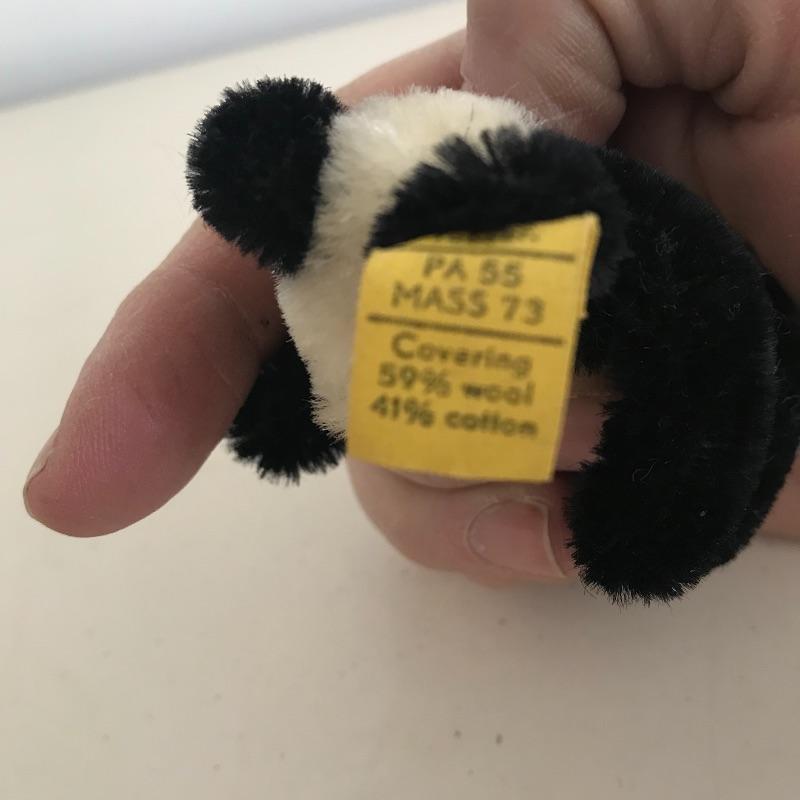 PA 55
MASS 73
Covering
59% wool
41% cotton